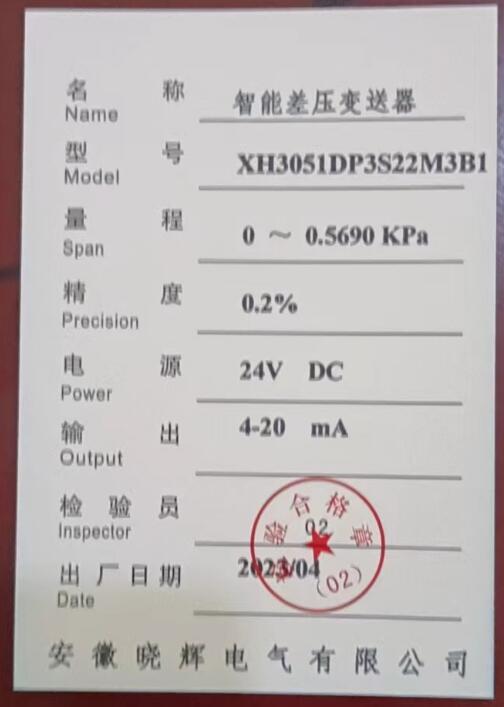 名 称 智能差压变送器
Name
型 号 XH3051DP3S22M3B1
Model
量 程 0 ~ 0.5690 KPa
Span
精 度 0.2%
Precision
电 源 24V DC
Power
输 出 4-20 mA
Output
检验员 02
Inspector
出厂日期 2023/04
Date
检验合格章
(02)
安徽晓辉电气有限公司